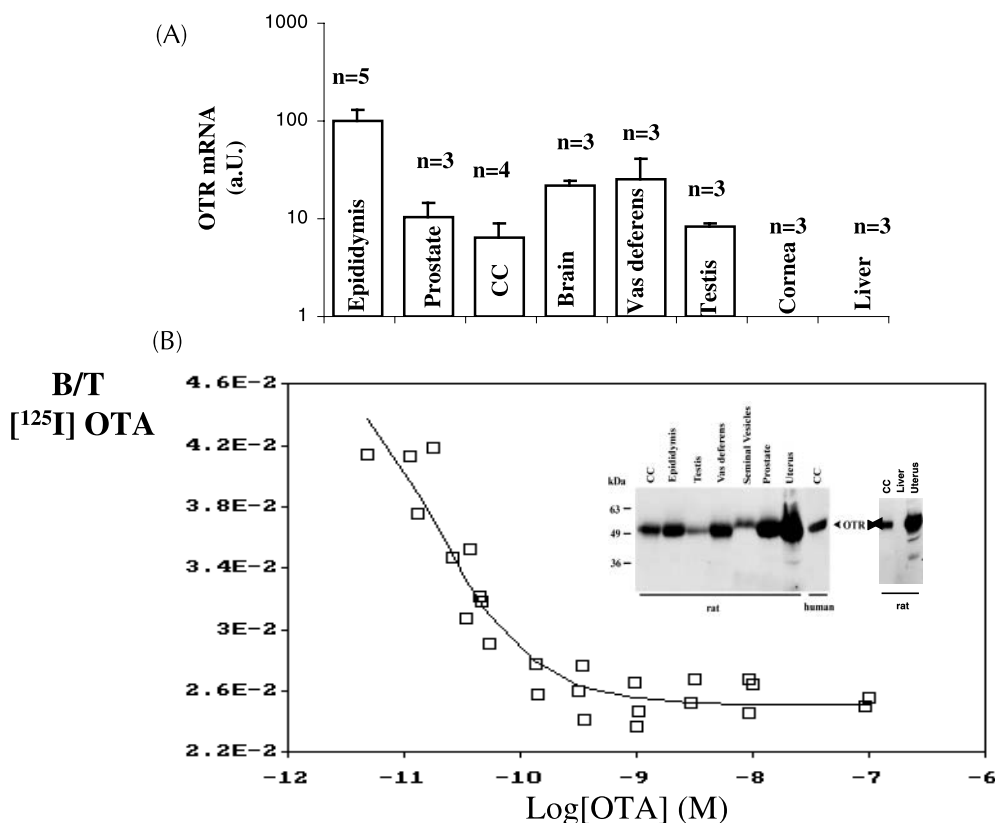 (A)
1000
100
10
1
OTR mRNA
(a.U.)
n=5
n=3
n=4
n=3
n=3
n=3
n=3
n=3
Epididymis
Prostate
CC
Brain
Vas deferens
Testis
Cornea
Liver
(B)
B/T
[¹²⁵I] OTA
4.6E-2
4.2E-2
3.8E-2
3.4E-2
3E-2
2.6E-2
2.2E-2
-12
-11
-10
-9
-8
-7
-6
Log[OTA] (M)
kDa
63
49
36
CC
Epididymis
Testis
Vas deferens
Seminal Vesicles
Prostate
Uterus
CC
OTR
rat
human
CC
Liver
Uterus
rat